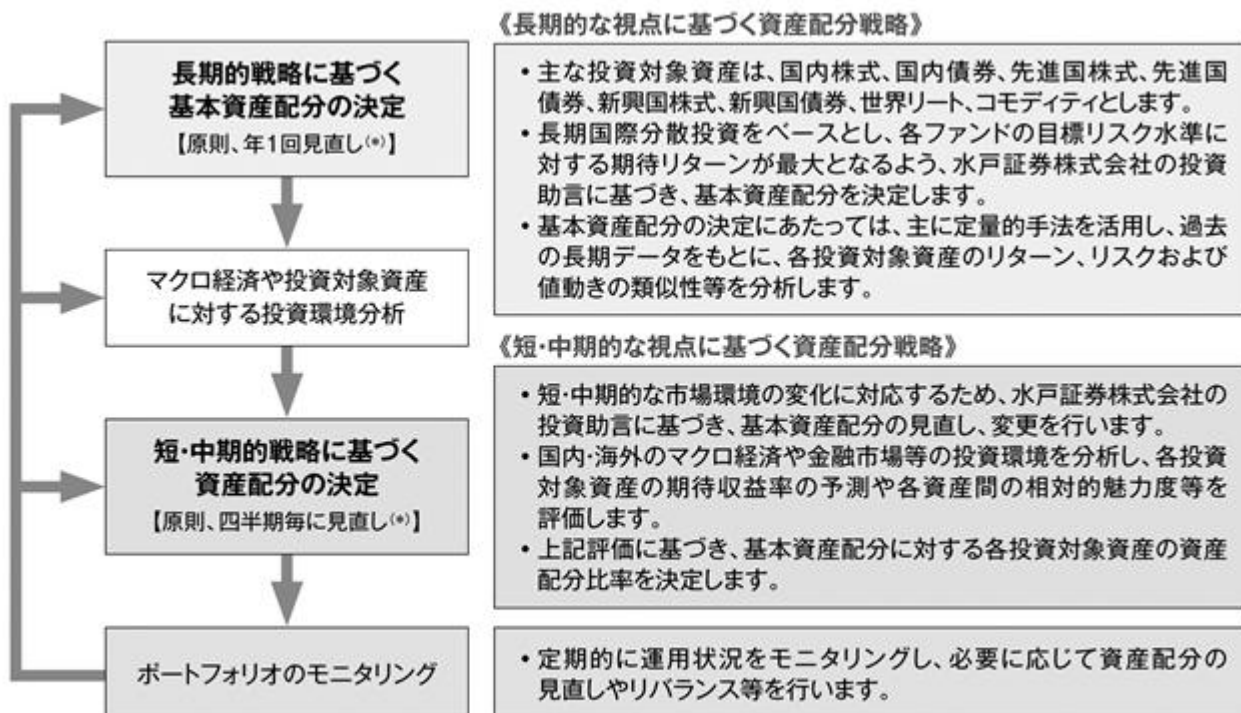 長期的戦略に基づく
基本資産配分の決定
【原則、年1回見直し(*)】
マクロ経済や投資対象資産
に対する投資環境分析
短・中期的戦略に基づく
資産配分の決定
【原則、四半期毎に見直し(*)】
ポートフォリオのモニタリング
《長期的な視点に基づく資産配分戦略》
• 主な投資対象資産は、国内株式、国内債券、先進国株式、先進国
債券、新興国株式、新興国債券、世界リート、コモディティとします。
• 長期国際分散投資をベースとし、各ファンドの目標リスク水準に
対する期待リターンが最大となるよう、水戸証券株式会社の投資
助言に基づき、基本資産配分を決定します。
• 基本資産配分の決定にあたっては、主に定量的手法を活用し、過去
の長期データをもとに、各投資対象資産のリターン、リスクおよび
値動きの類似性等を分析します。
《短・中期的な視点に基づく資産配分戦略》
• 短・中期的な市場環境の変化に対応するため、水戸証券株式会社の
投資助言に基づき、基本資産配分の見直し、変更を行います。
• 国内・海外のマクロ経済や金融市場等の投資環境を分析し、各投資
対象資産の期待収益率の予測や各資産間の相対的魅力度等を
評価します。
• 上記評価に基づき、基本資産配分に対する各投資対象資産の資産
配分比率を決定します。
• 定期的に運用状況をモニタリングし、必要に応じて資産配分の
見直しやリバランス等を行います。